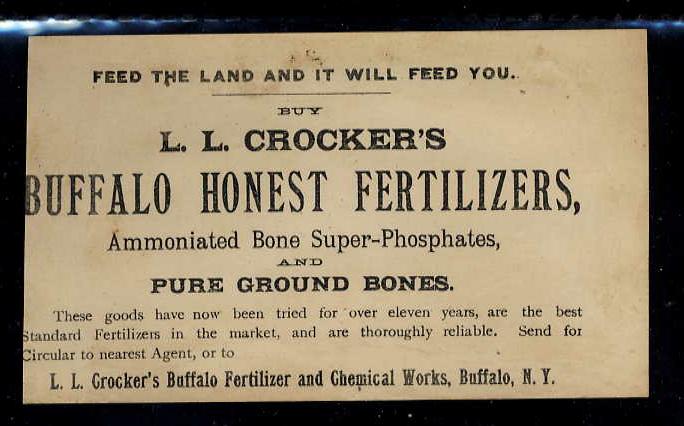 FEED THE LAND AND IT WILL FEED YOU.
BUY
L. L. CROCKER'S
BUFFALO HONEST FERTILIZERS,
Ammoniated Bone Super-Phosphates,
AND
PURE GROUND BONES.
These goods have now been tried for over eleven years, are the best
Standard Fertilizers in the market, and are thoroughly reliable. Send for
Circular to nearest Agent, or to
L. L. Crocker's Buffalo Fertilizer and Chemical Works, Buffalo, N. Y.